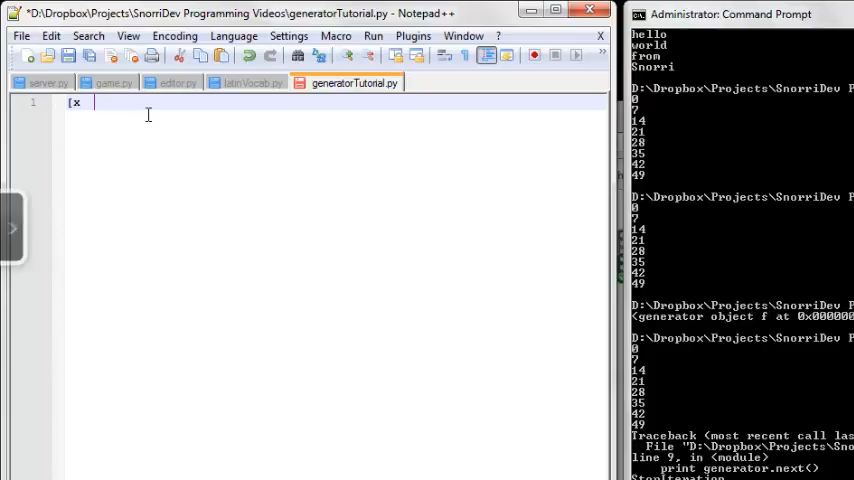 *D:\Dropbox\Projects\SnorriDev Programming Videos\generatorTutorial.py - Notepad++
File Edit Search View Encoding Language Settings Macro Run Plugins Window ? X
server.py game.py editor.py latinVocab.py generatorTutorial.py
1 [x
Administrator: Command Prompt
hello
world
from
Snorri
D:\Dropbox\Projects\SnorriDev P
0
7
14
21
28
35
42
49
D:\Dropbox\Projects\SnorriDev P
0
7
14
21
28
35
42
49
D:\Dropbox\Projects\SnorriDev P
<generator object f at 0x000000
D:\Dropbox\Projects\SnorriDev P
0
7
14
21
28
35
42
49
Traceback (most recent call las
File "D:\Dropbox\Projects\Sno
line 9, in <module>
print generator.next()
StopIteration